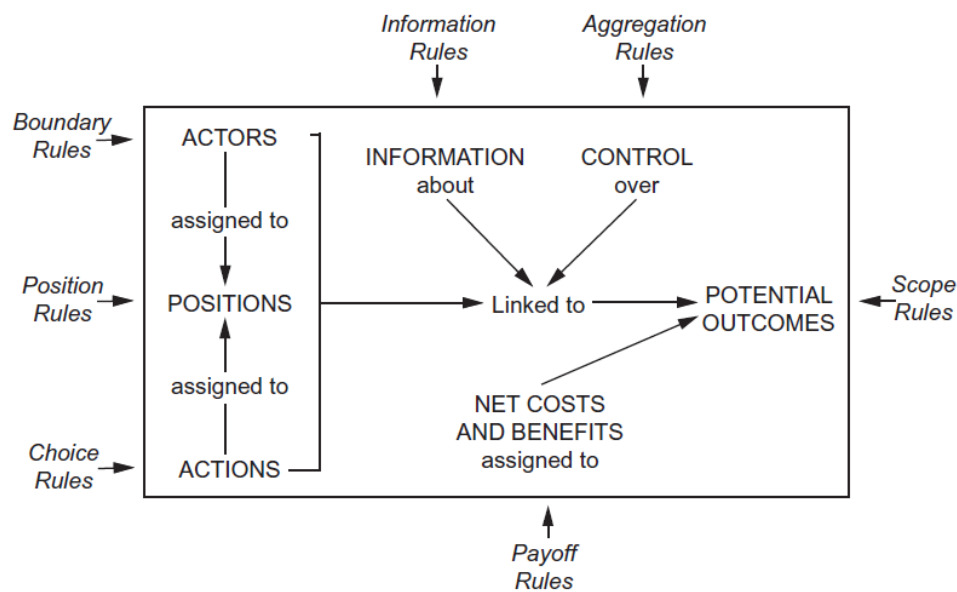 Information
Rules
Aggregation
Rules
Boundary
Rules
ACTORS
INFORMATION
about
CONTROL
over
assigned to
Position
Rules
POSITIONS
Linked to
POTENTIAL
OUTCOMES
Scope
Rules
assigned to
NET COSTS
AND BENEFITS
assigned to
Choice
Rules
ACTIONS
Payoff
Rules